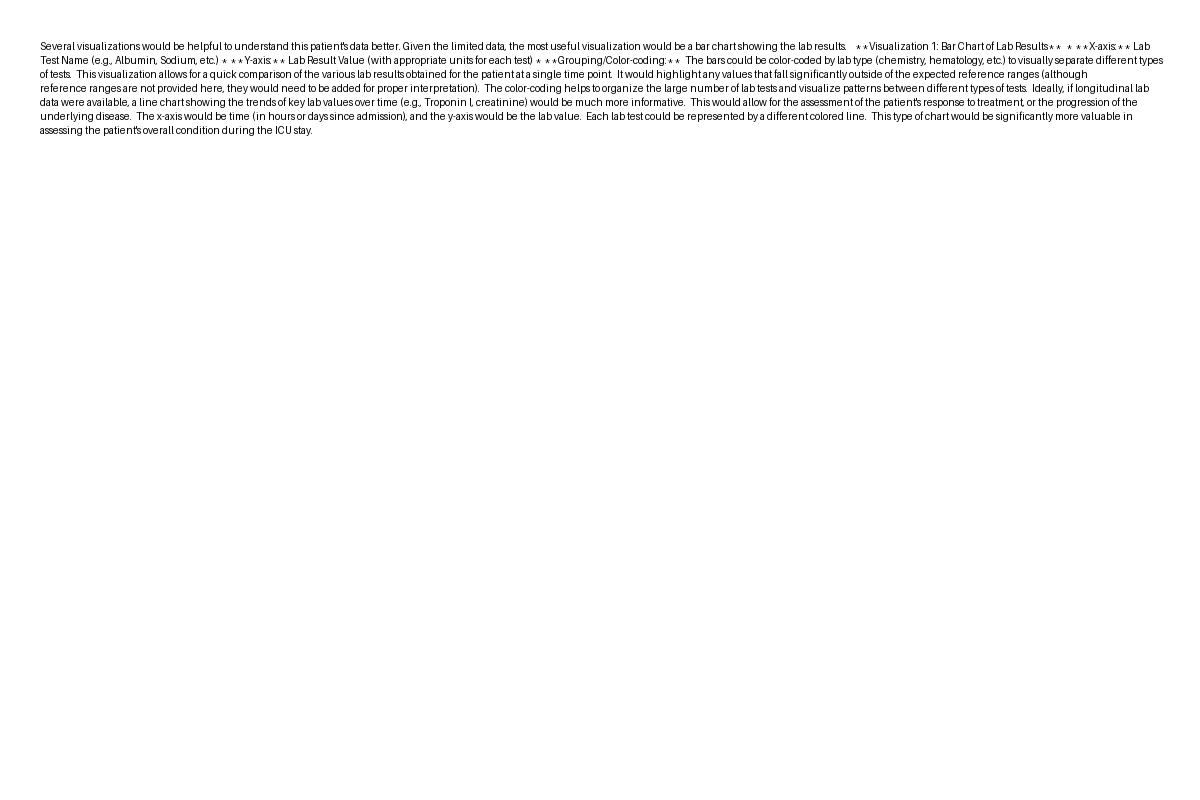 Several visualizations would be helpful to understand this patient's data better. Given the limited data, the most useful visualization would be a bar chart showing the lab results.   **Visualization 1: Bar Chart of Lab Results**  * **X-axis:** Lab
Test Name (e.g., Albumin, Sodium, etc.) * **Y-axis:** Lab Result Value (with appropriate units for each test) * **Grouping/Color-coding:**  The bars could be color-coded by lab type (chemistry, hematology, etc.) to visually separate different types
of tests.  This visualization allows for a quick comparison of the various lab results obtained for the patient at a single time point.  It would highlight any values that fall significantly outside of the expected reference ranges (although
reference ranges are not provided here, they would need to be added for proper interpretation).  The color-coding helps to organize the large number of lab tests and visualize patterns between different types of tests.  Ideally, if longitudinal lab
data were available, a line chart showing the trends of key lab values over time (e.g., Troponin I, creatinine) would be much more informative.  This would allow for the assessment of the patient's response to treatment, or the progression of the
underlying disease.  The x-axis would be time (in hours or days since admission), and the y-axis would be the lab value.  Each lab test could be represented by a different colored line.  This type of chart would be significantly more valuable in
assessing the patient's overall condition during the ICU stay.